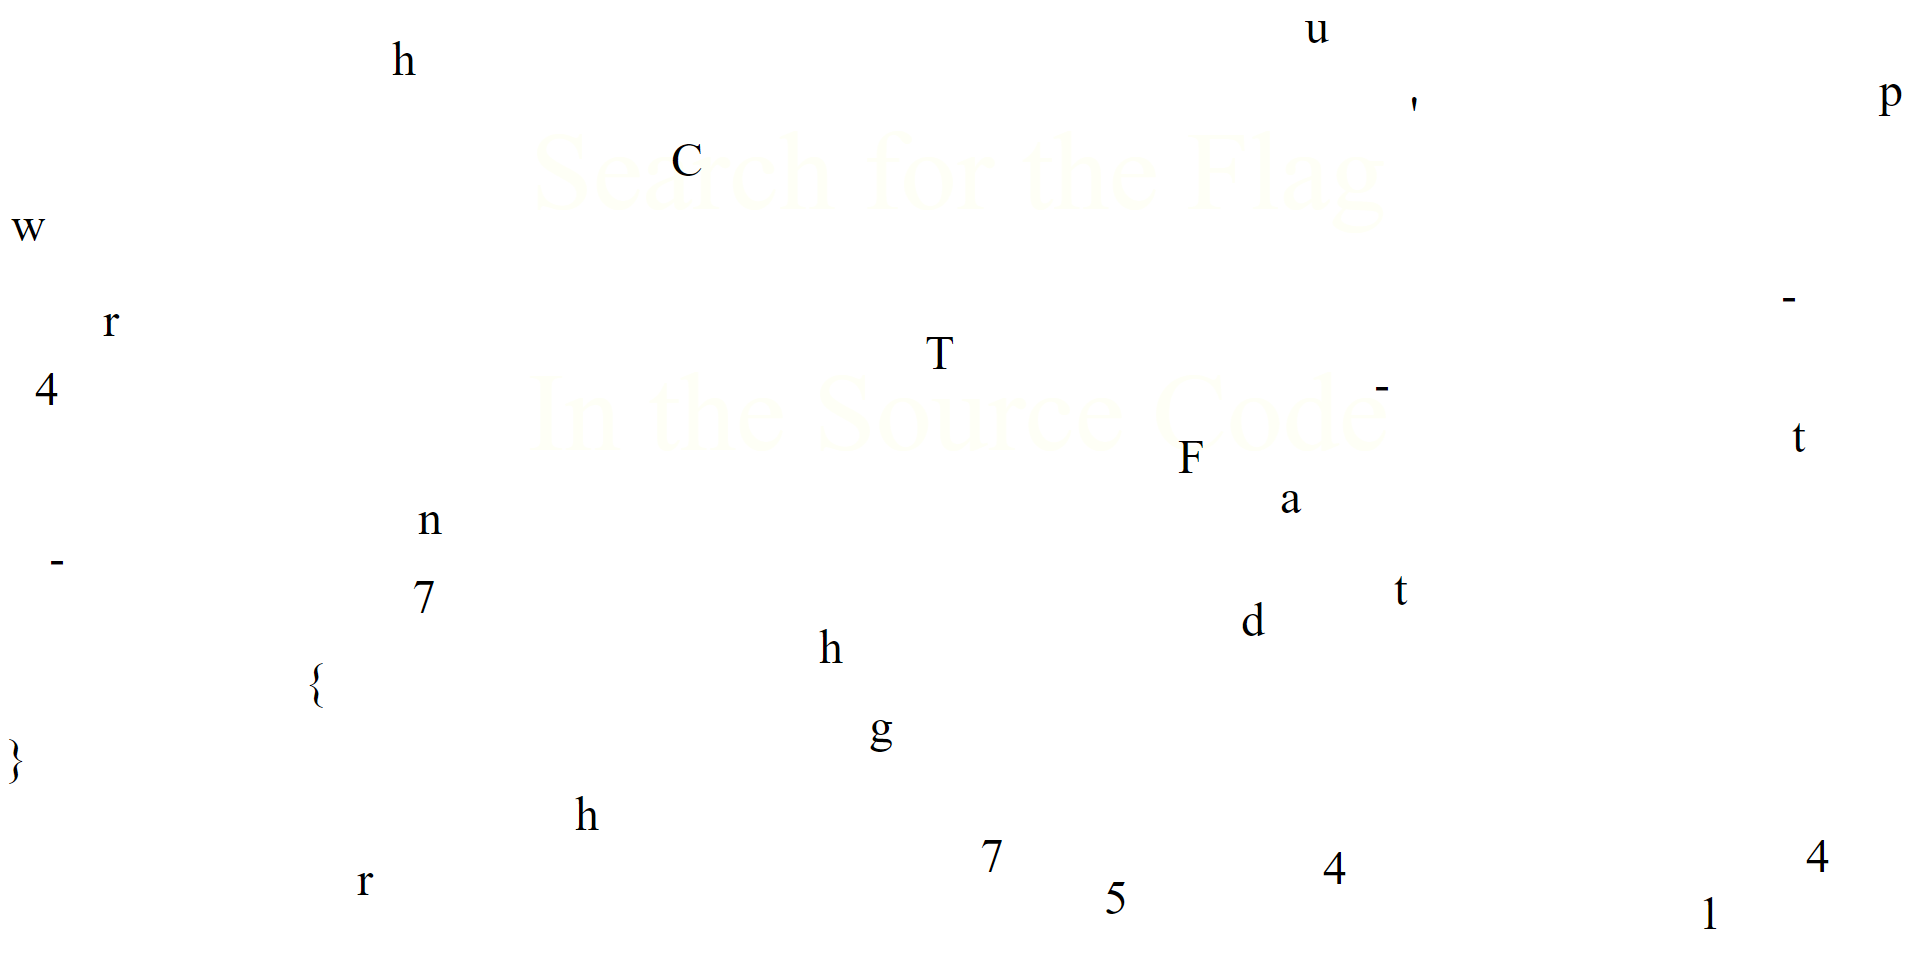 u
h
p
'
Search for the Flag
C
w
-
r
T
4
-
In the Source Code
t
F
a
n
-
7
t
d
h
{
g
}
h
7
4
4
r
5
1